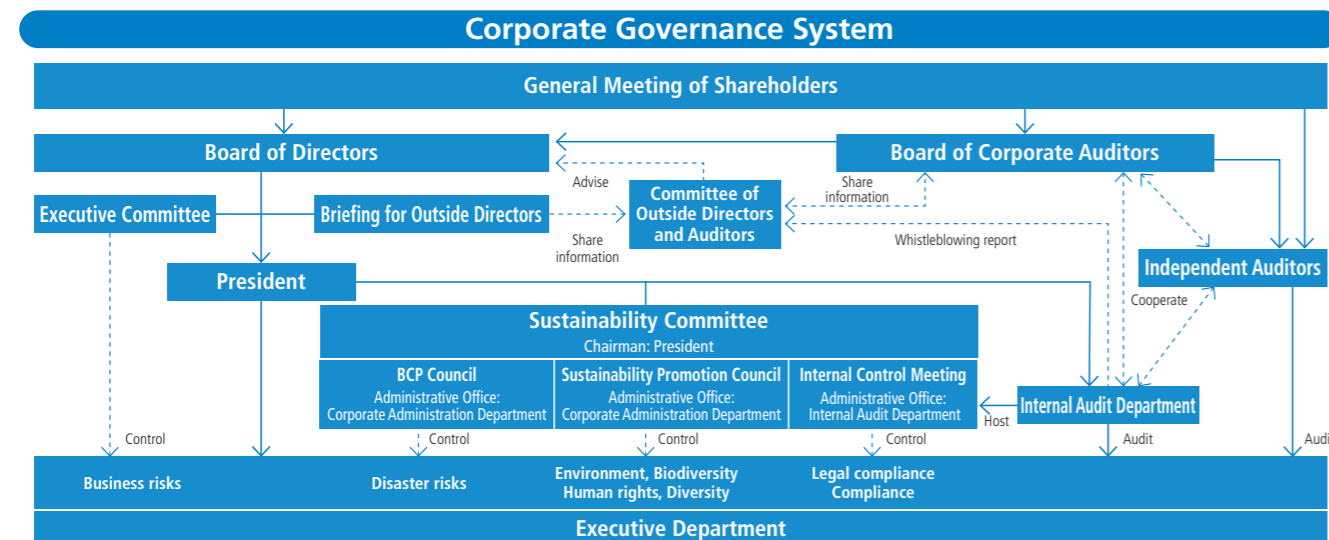 Corporate Governance System
General Meeting of Shareholders
Board of Directors
Board of Corporate Auditors
Advise
Share
information
Executive Committee
Briefing for Outside Directors
Committee of
Outside Directors
and Auditors
Share
information
Whistleblowing report
Independent Auditors
President
Cooperate
Sustainability Committee
Chairman: President
BCP Council
Administrative Office:
Corporate Administration Department
Sustainability Promotion Council
Administrative Office:
Corporate Administration Department
Internal Control Meeting
Administrative Office:
Internal Audit Department
Host
Internal Audit Department
Control
Control
Control
Control
Audit
Audi
Business risks
Disaster risks
Environment, Biodiversity
Human rights, Diversity
Legal compliance
Compliance
Executive Department